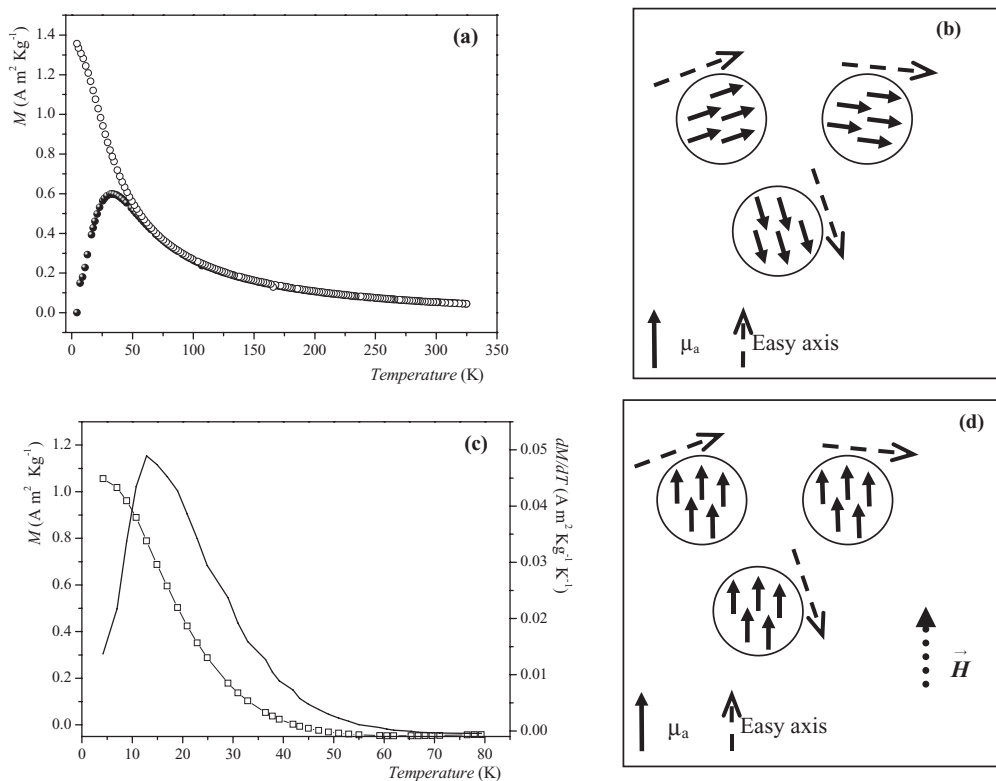 (a)
M (A m² Kg⁻¹)
1.4
1.2
1.0
0.8
0.6
0.4
0.2
0.0
0 50 100 150 200 250 300 350
Temperature (K)
(b)
μa
Easy axis
(c)
M (A m² Kg⁻¹)
1.2
1.0
0.8
0.6
0.4
0.2
0.0
dM/dT (A m² Kg⁻¹ K⁻¹)
0.05
0.04
0.03
0.02
0.01
0.00
0 10 20 30 40 50 60 70 80
Temperature (K)
(d)
H
μa
Easy axis